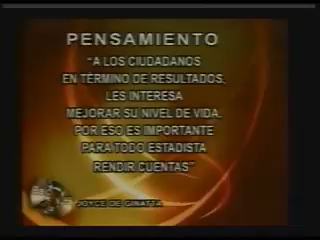 PENSAMIENTO
“A LOS CIUDADANOS
EN TÉRMINO DE RESULTADOS,
LES INTERESA
MEJORAR SU NIVEL DE VIDA,
POR ESO ES IMPORTANTE
PARA TODO ESTADISTA
RENDIR CUENTAS”
JOYCE DE GINATTA